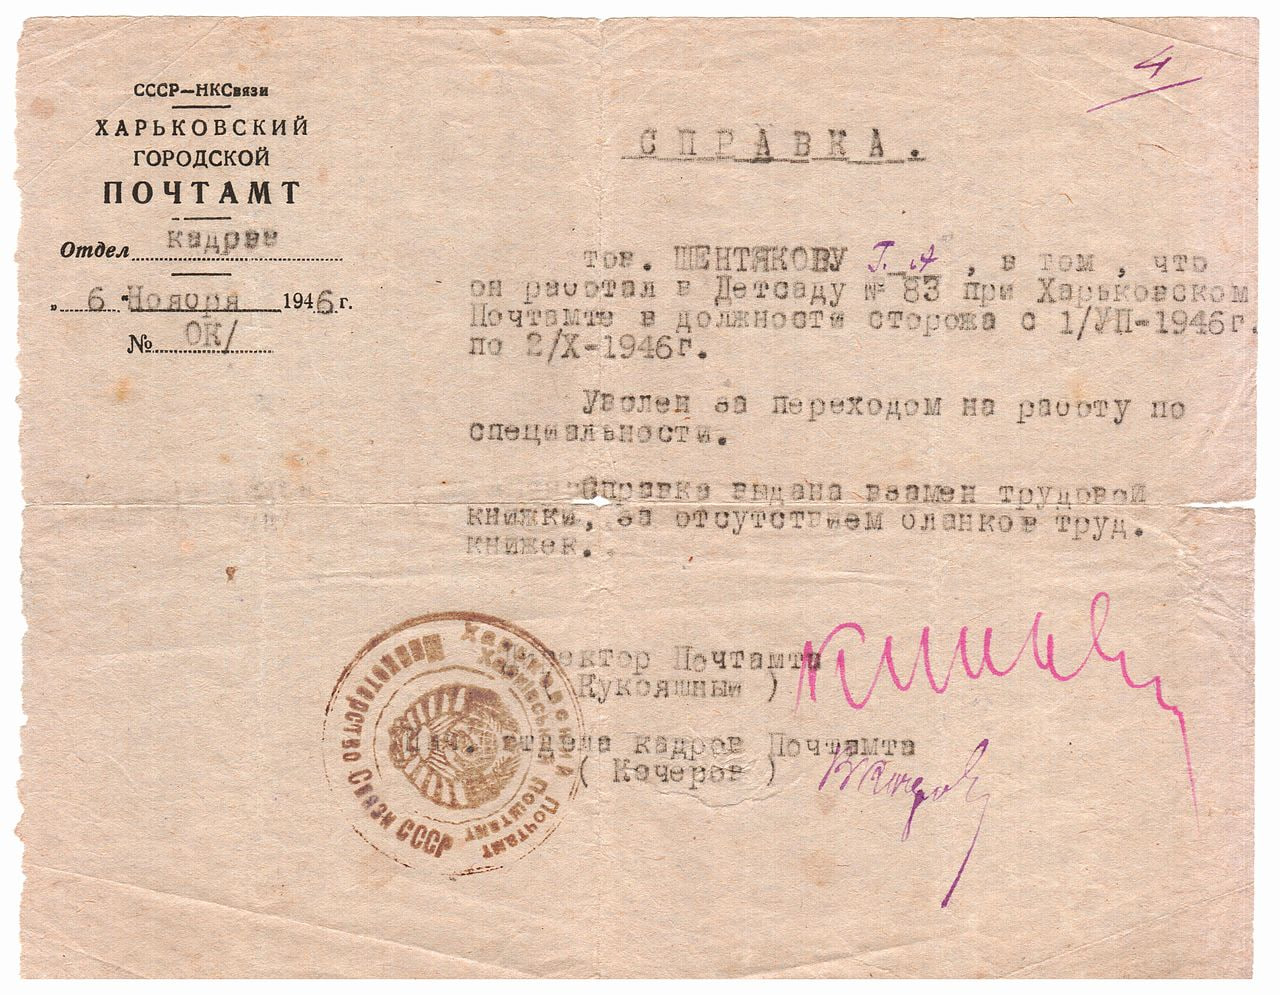 4
СССР—НКСвязи
ХАРЬКОВСКИЙ
ГОРОДСКОЙ
ПОЧТАМТ
Отдел кадров
„ 6 " Ноября 1946 г.
№ ОК/
СПРАВКА.
тов. ШЕНТЯКОВУ Г. А , в том , что
он работал в Детсаду № 83 при Харьковском
Почтамте в должности сторожа с 1/УП-1946г.
по 2/Х-1946г.
Уволен за переходом на работу по
специальности.
Справка выдана взамен трудовой
книжки, за отсутствием бланков труд.
книжек.
Директор Почтамта
Кукояшный )
Нач. отдела кадров Почтамта
( Качеров )
Министерство Связи СССР
Харьковский Почтамт
Харківський поштамт